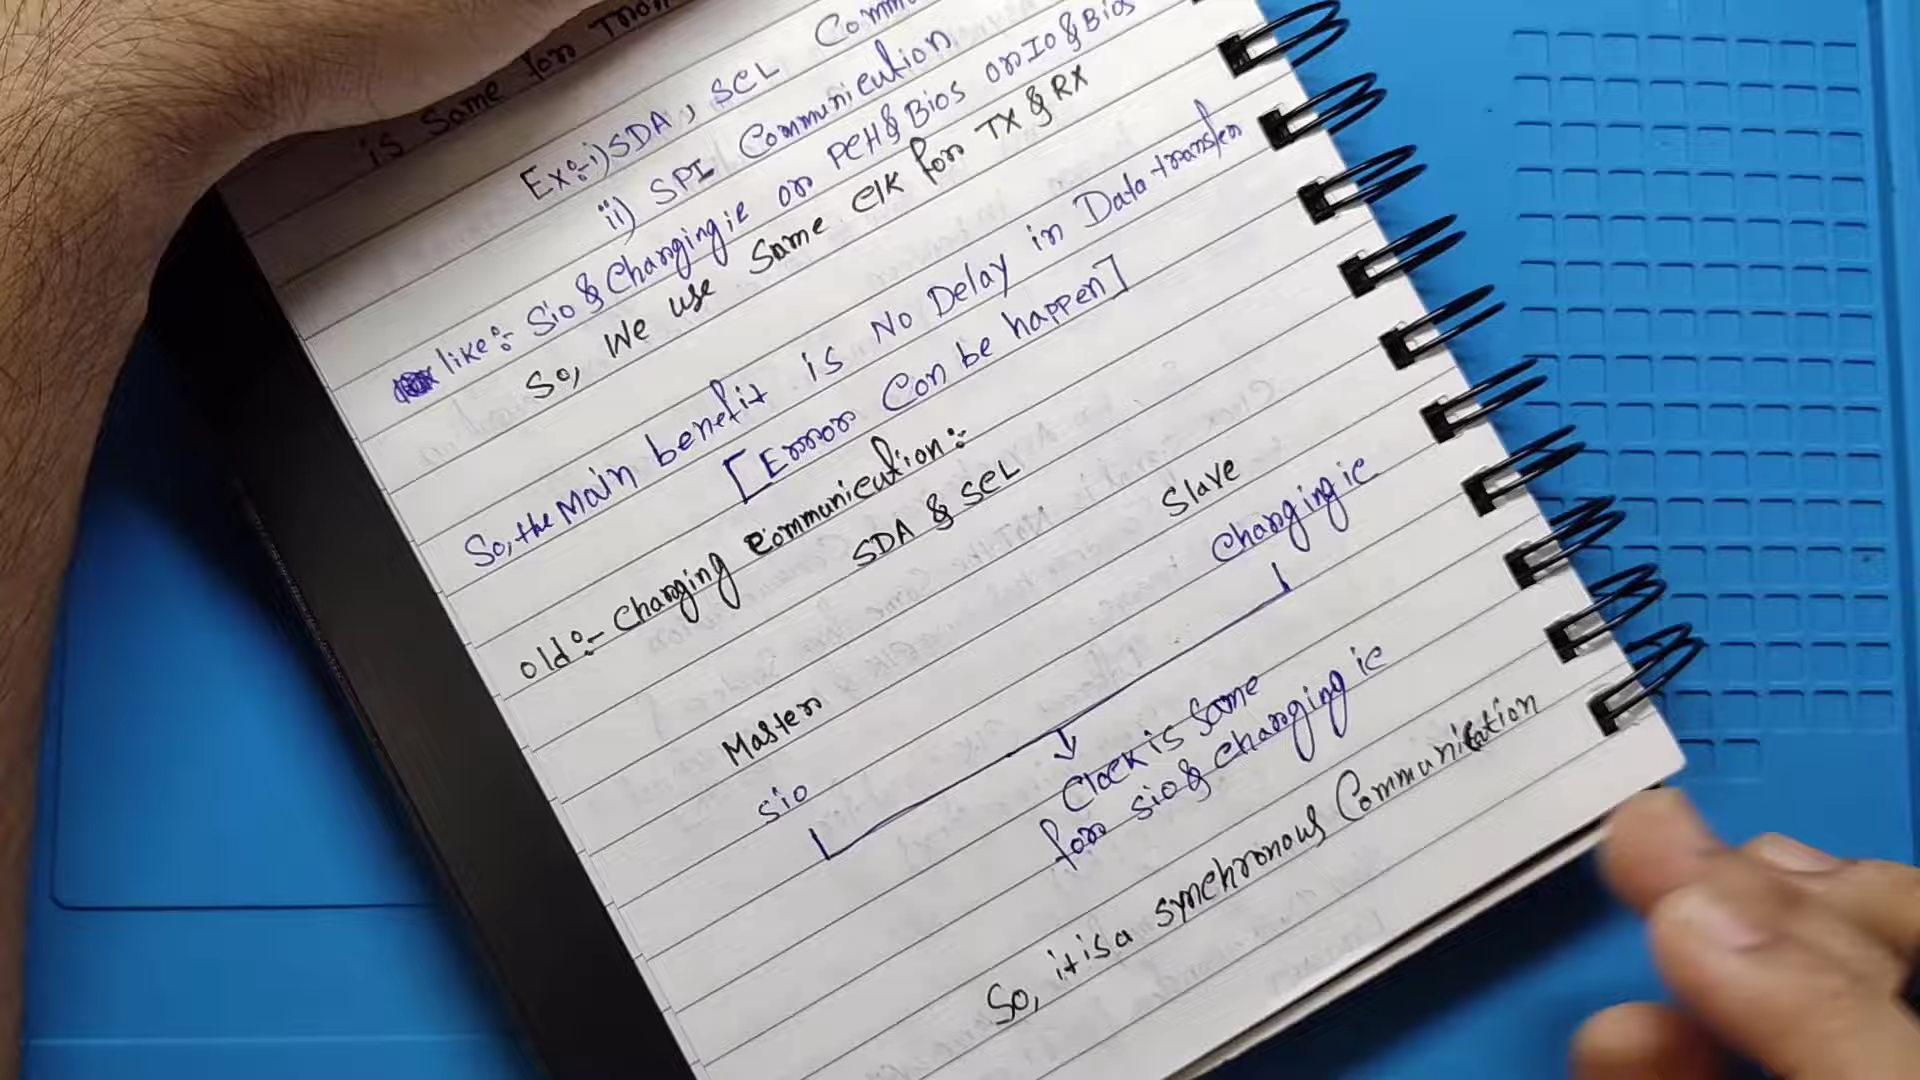 is Same for
Ex:-i) SDA, SCL Comm
ii) SPI Communication
like:- Sio & Charging ic or PCH & Bios or Io & Bios
So, We use Same clk for TX & RX
So, the Main benefit is No Delay in Data transfer
[Error Can be happen]
Old:- Charging Communication:-
SDA & SCL
Master Slave
Sio Charging ic
Clock is Same
for Sio & Charging ic
So, it is a synchronous Communication